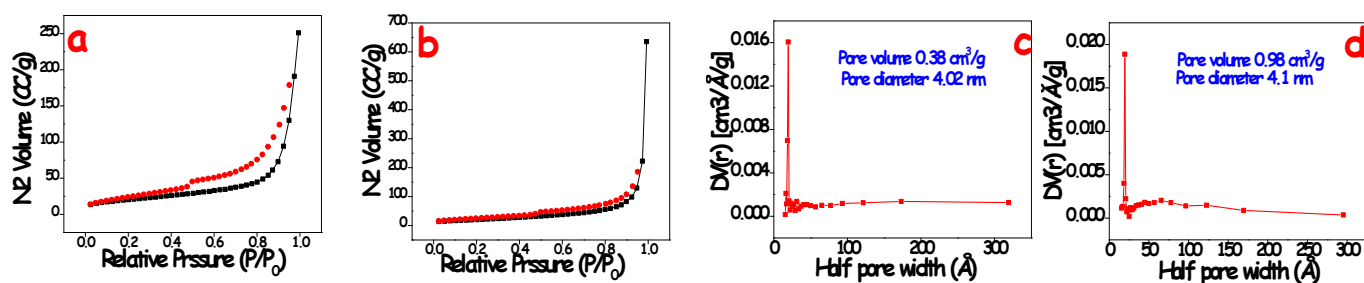 a
N2 Volume (CC/g)
250
200
150
100
50
0
0.0 0.2 0.4 0.6 0.8 1.0
Relative Prssure (P/P0)
b
N2 Volume (CC/g)
700
600
500
400
300
200
100
0
0.0 0.2 0.4 0.6 0.8 1.0
Relative Prssure (P/P0)
c
Pore volume 0.38 cm³/g
Pore diameter 4.02 nm
DV(r) [cm3/Å/g]
0.016
0.012
0.008
0.004
0.000
0 100 200 300
Half pore width (Å)
d
Pore volume 0.98 cm³/g
Pore diameter 4.1 nm
DV(r) [cm3/Å/g]
0.020
0.015
0.010
0.005
0.000
0 50 100 150 200 250 300
Half pore width (Å)